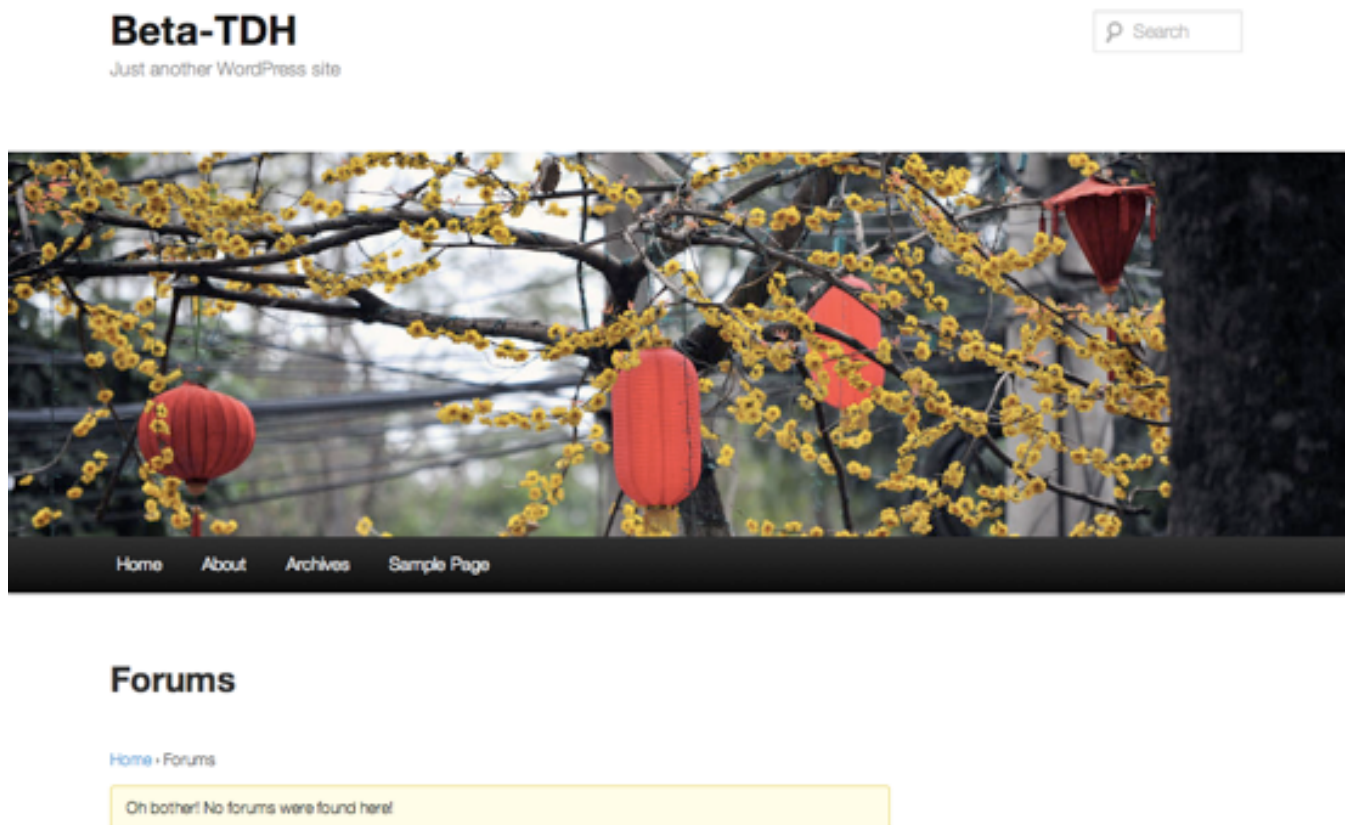 Beta-TDH
Search
Just another WordPress site
Home About Archives Sample Page
Forums
Home › Forums
Oh bother! No forums were found here!